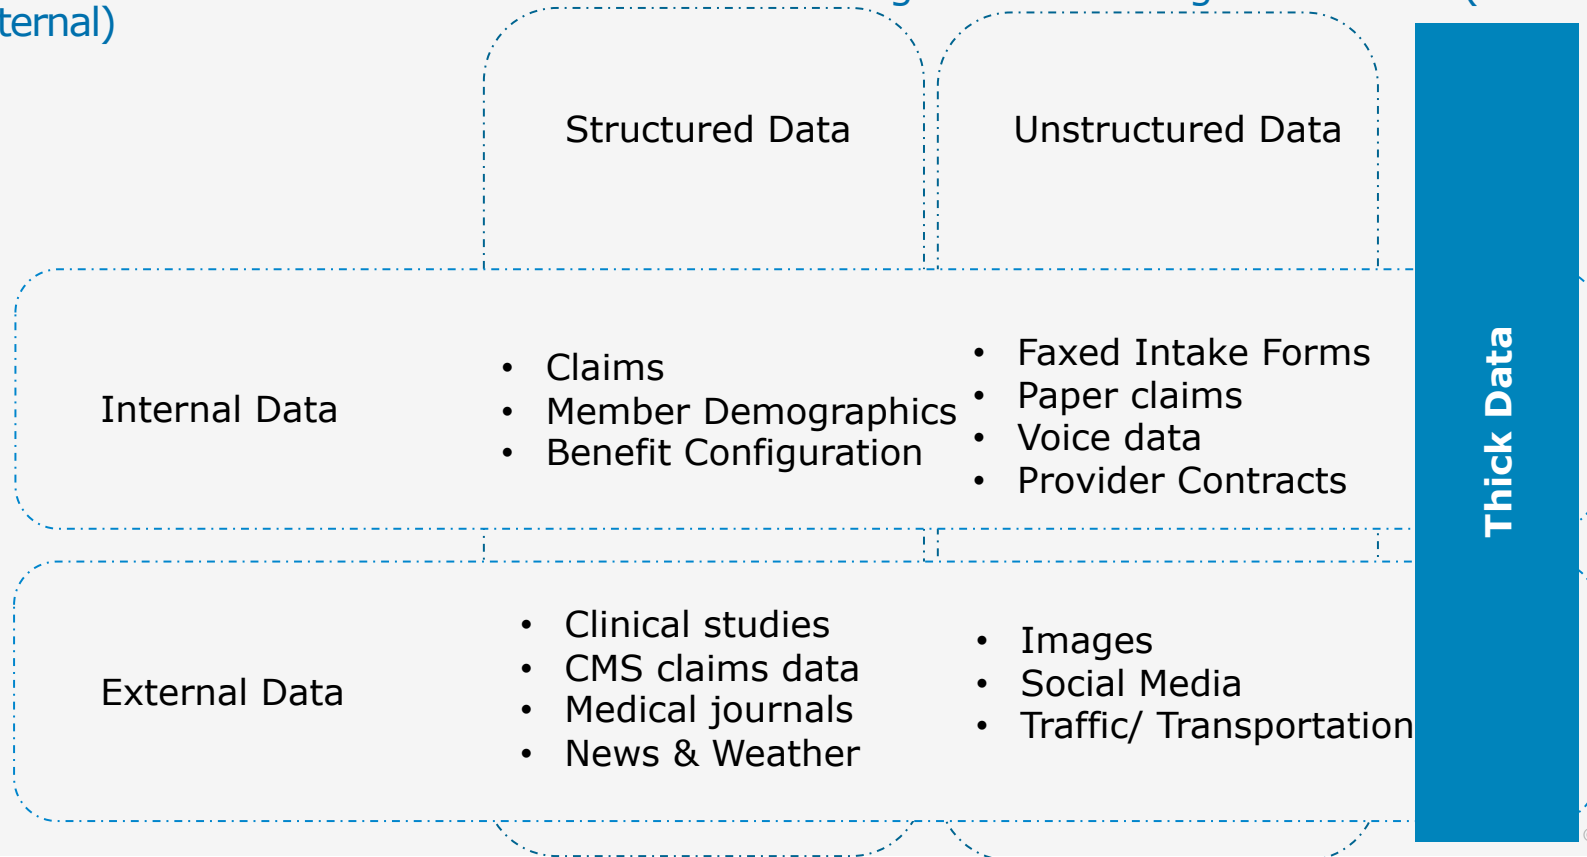 ternal)
Structured Data
Unstructured Data
Internal Data
• Claims
• Member Demographics
• Benefit Configuration
• Faxed Intake Forms
• Paper claims
• Voice data
• Provider Contracts
External Data
• Clinical studies
• CMS claims data
• Medical journals
• News & Weather
• Images
• Social Media
• Traffic/ Transportation
Thick Data